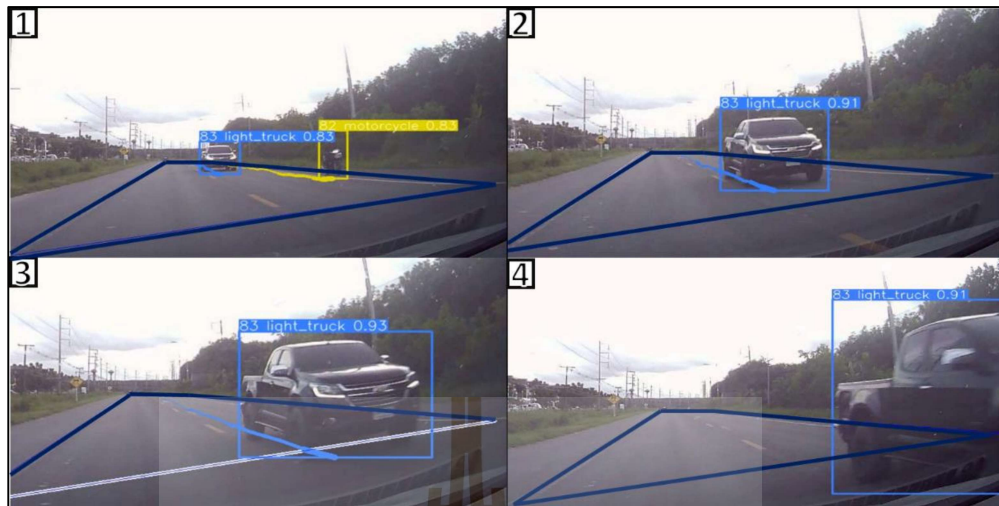 1
83 light_truck 0.83
82 motorcycle 0.83
2
83 light_truck 0.91
3
83 light_truck 0.93
4
83 light_truck 0.91